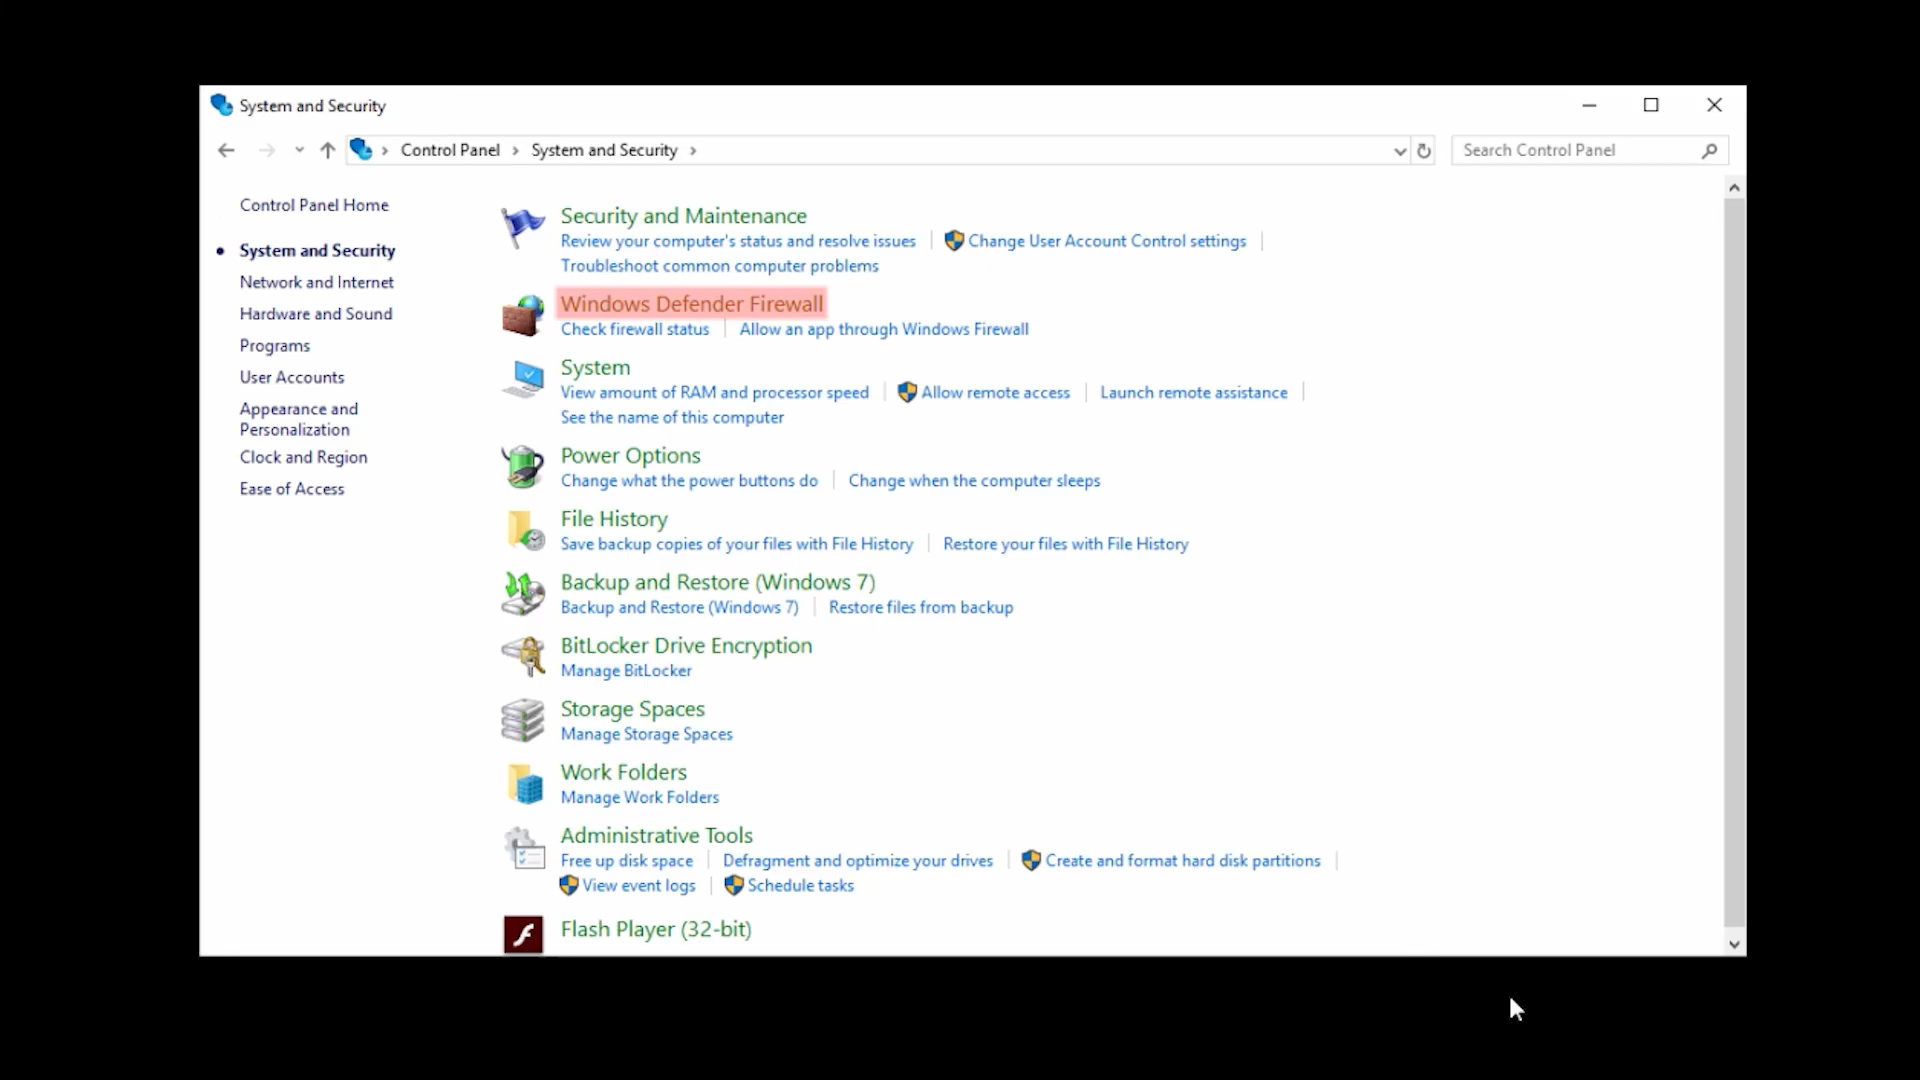 System and Security
Control Panel > System and Security >
Search Control Panel
Control Panel Home
System and Security
Network and Internet
Hardware and Sound
Programs
User Accounts
Appearance and
Personalization
Clock and Region
Ease of Access
Security and Maintenance
Review your computer's status and resolve issues
Change User Account Control settings
Troubleshoot common computer problems
Windows Defender Firewall
Check firewall status
Allow an app through Windows Firewall
System
View amount of RAM and processor speed
Allow remote access
Launch remote assistance
See the name of this computer
Power Options
Change what the power buttons do
Change when the computer sleeps
File History
Save backup copies of your files with File History
Restore your files with File History
Backup and Restore (Windows 7)
Backup and Restore (Windows 7)
Restore files from backup
BitLocker Drive Encryption
Manage BitLocker
Storage Spaces
Manage Storage Spaces
Work Folders
Manage Work Folders
Administrative Tools
Free up disk space
Defragment and optimize your drives
Create and format hard disk partitions
View event logs
Schedule tasks
Flash Player (32-bit)